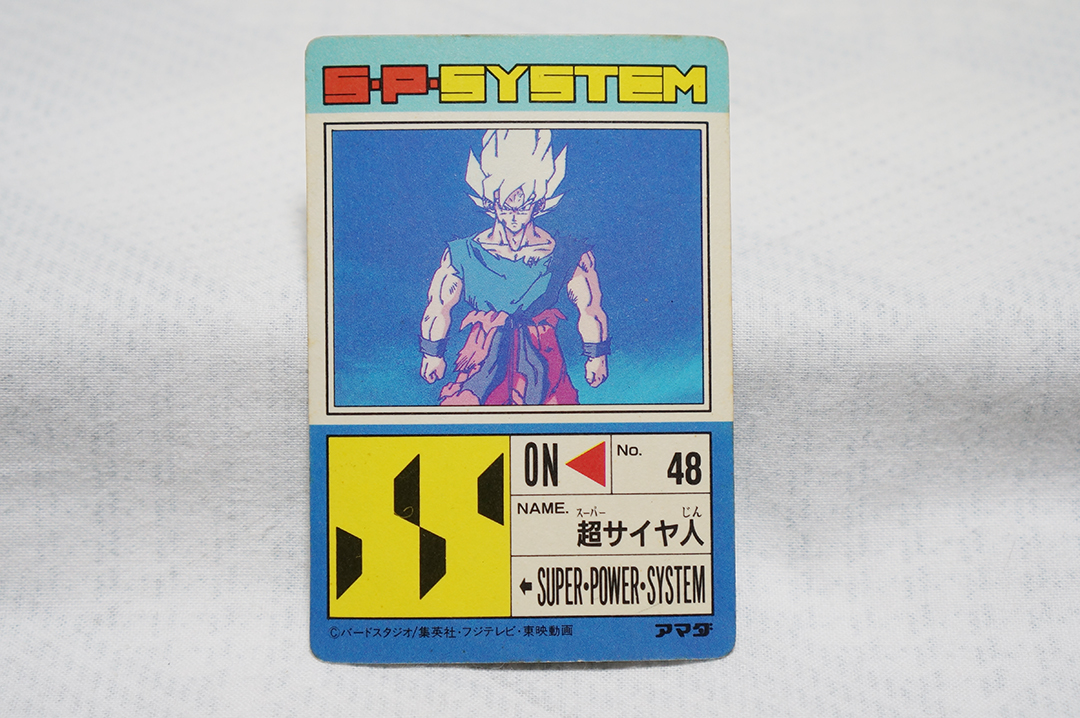 S・P・SYSTEM
ON
No.
48
NAME.
スーパー
じん
超サイヤ人
SUPER・POWER・SYSTEM
©バードスタジオ/集英社・フジテレビ・東映動画
アマダ